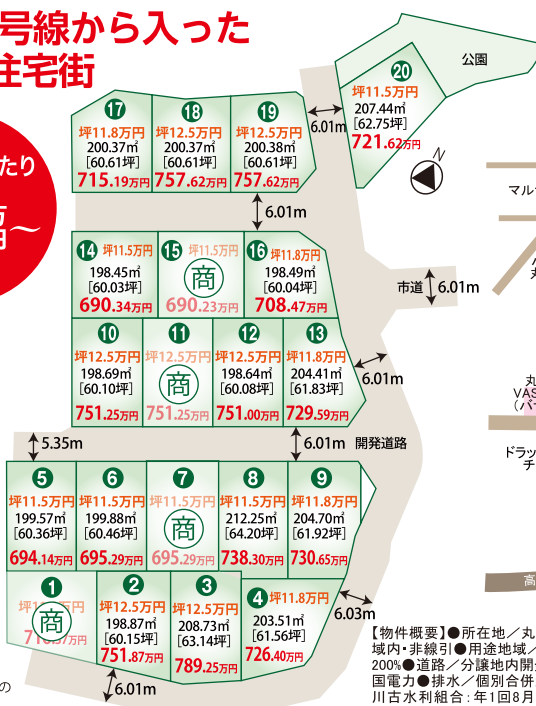 号線から入った
住宅街
たり
万
円〜
公園
20
坪11.5万円
207.44㎡
[62.75坪]
721.62万円
17
坪11.8万円
200.37㎡
[60.61坪]
715.19万円
18
坪12.5万円
200.37㎡
[60.61坪]
757.62万円
19
坪12.5万円
200.38㎡
[60.61坪]
757.62万円
6.01m
N
6.01m
14
坪11.5万円
198.45㎡
[60.03坪]
690.34万円
15
坪11.5万円
商
690.23万円
16
坪11.8万円
198.49㎡
[60.04坪]
708.47万円
市道
6.01m
10
坪12.5万円
198.69㎡
[60.10坪]
751.25万円
11
坪12.5万円
商
751.25万円
12
坪12.5万円
198.64㎡
[60.08坪]
751.00万円
13
坪11.8万円
204.41㎡
[61.83坪]
729.59万円
6.01m
5.35m
6.01m 開発道路
5
坪11.5万円
199.57㎡
[60.36坪]
694.14万円
6
坪11.5万円
199.88㎡
[60.46坪]
695.29万円
7
坪11.5万円
商
695.29万円
8
坪11.5万円
212.25㎡
[64.20坪]
738.30万円
9
坪11.8万円
204.70㎡
[61.92坪]
730.65万円
1
商
2
坪12.5万円
198.87㎡
[60.15坪]
751.87万円
3
坪12.5万円
208.73㎡
[63.14坪]
789.25万円
4
坪11.8万円
203.51㎡
[61.56坪]
726.40万円
6.03m
6.01m
マル
丸
VAS
(バ
ドラッ
チ
高
の
【物件概要】●所在地／丸
域内・非線引●用途地域／
200%●道路／分譲地内開
国電力●排水／個別合併
川古水利組合：年1回8月